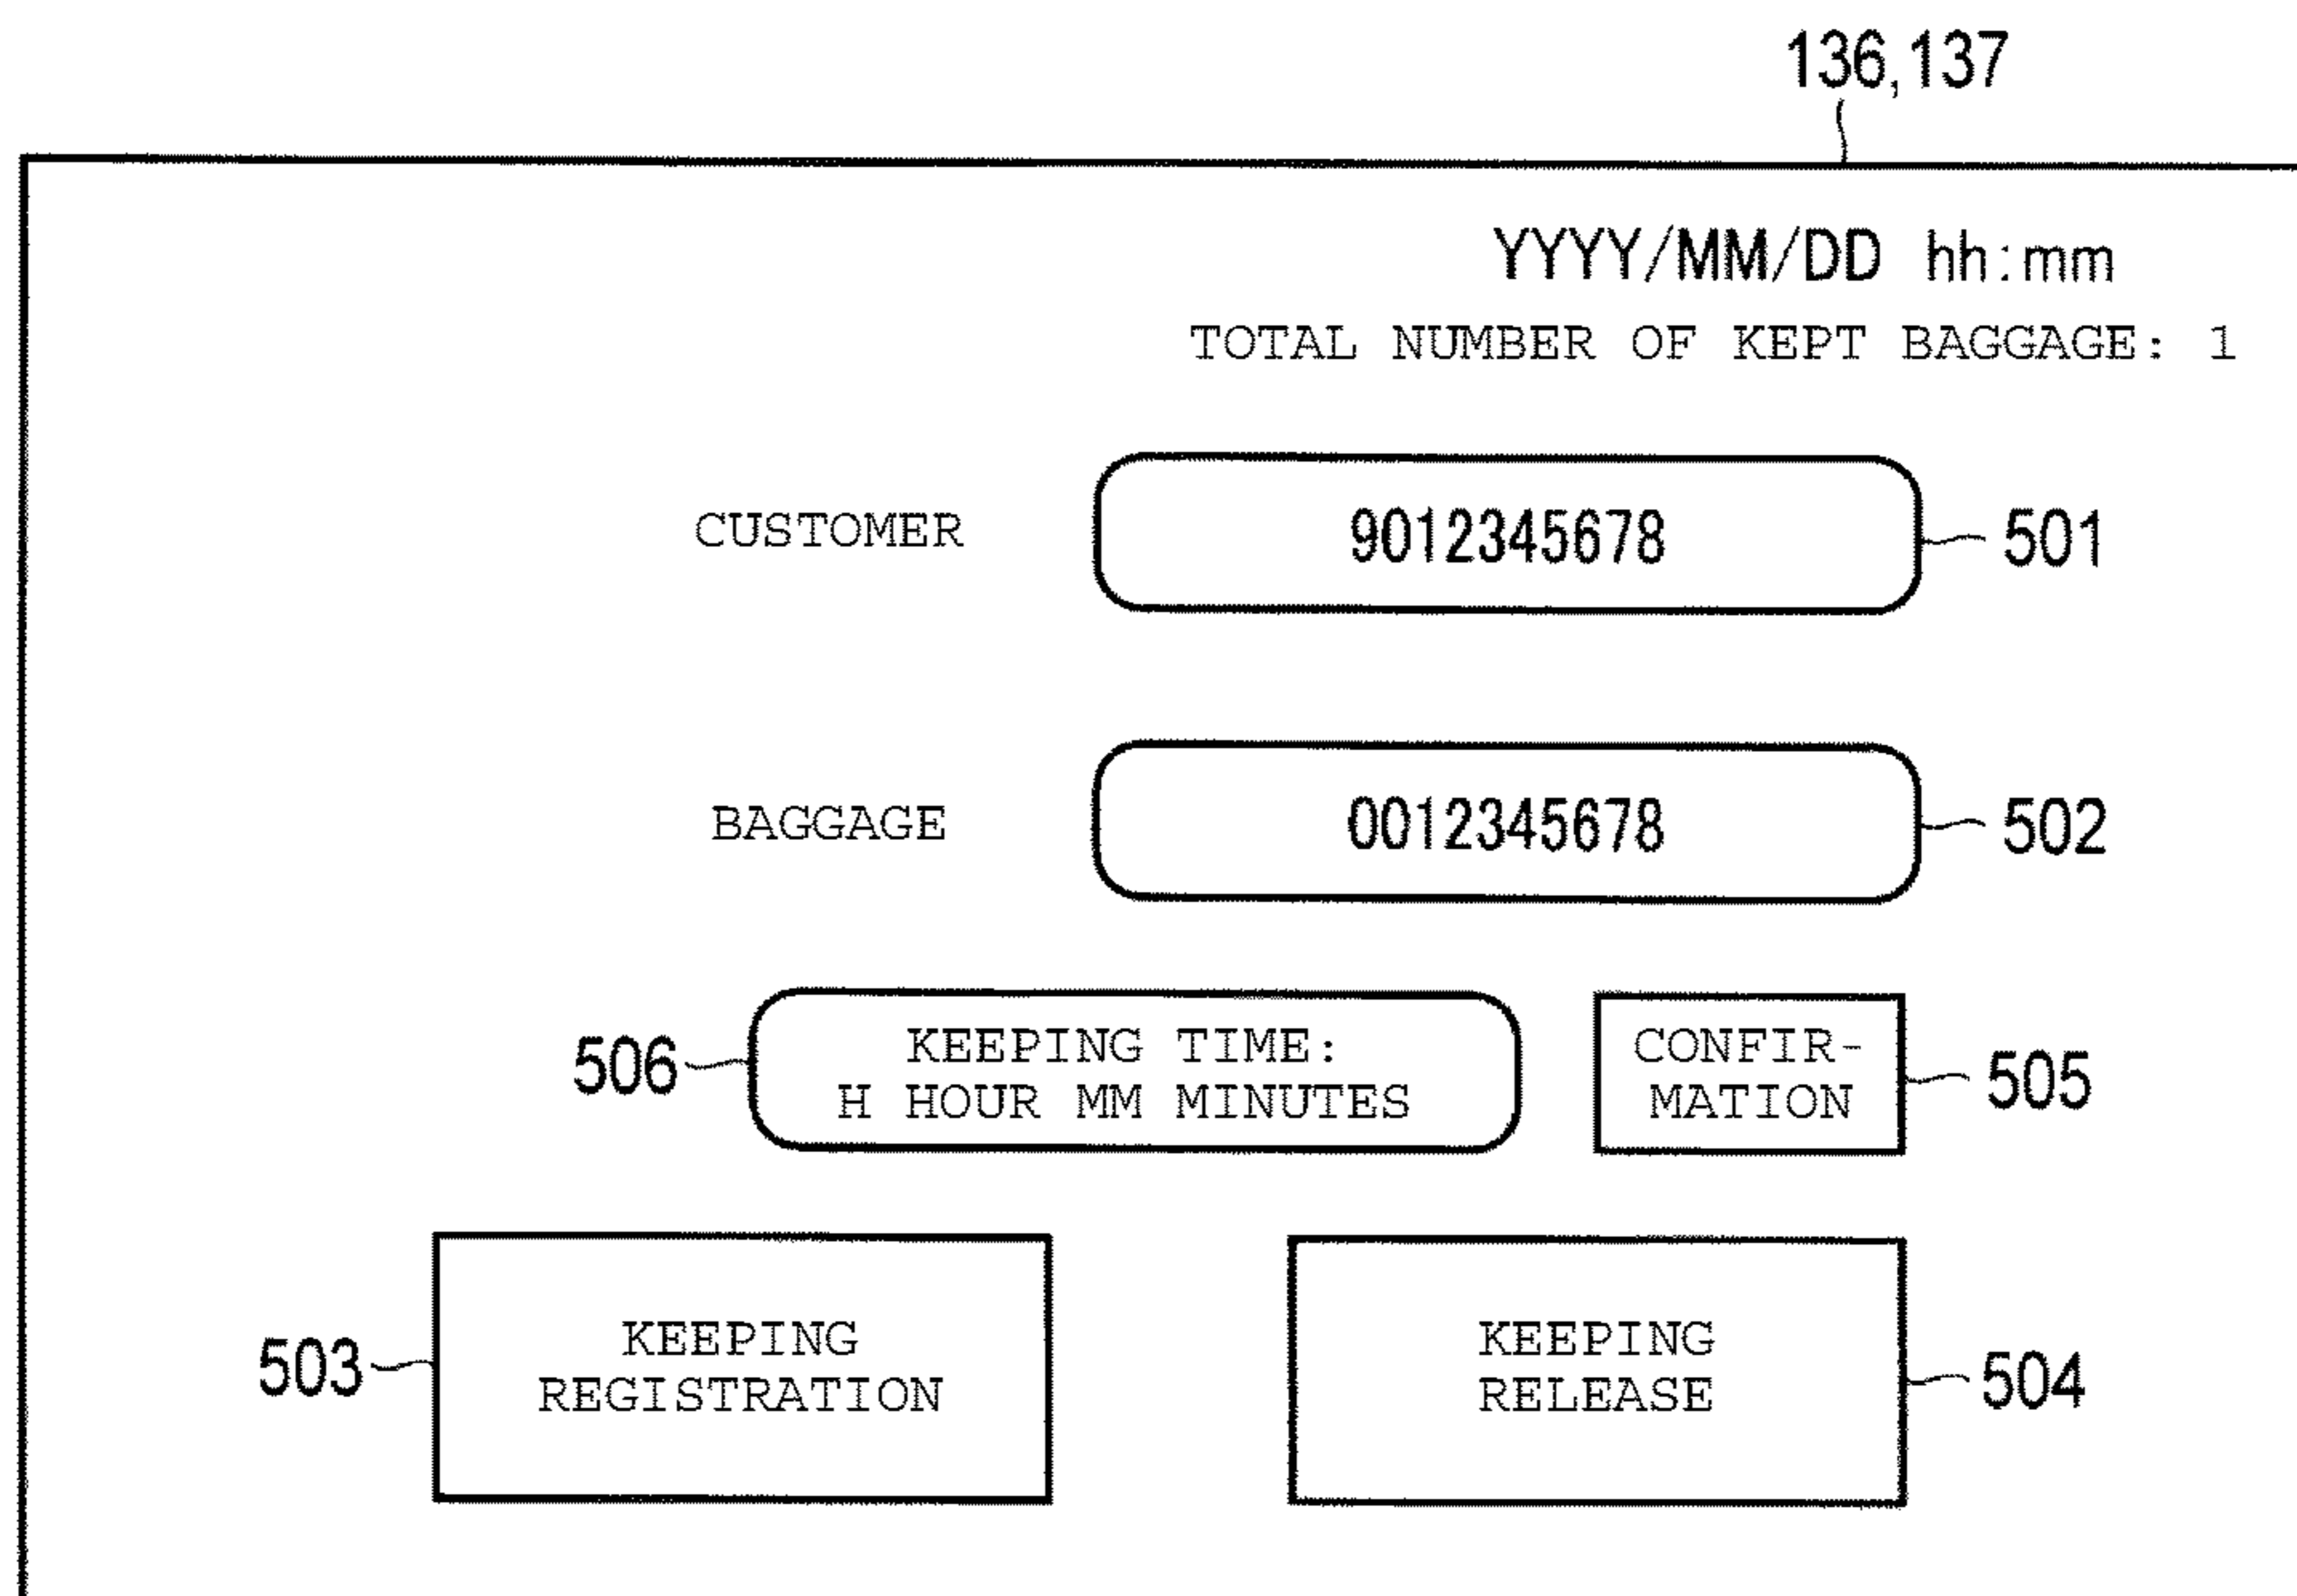 136,137
YYYY/MM/DD hh:mm
TOTAL NUMBER OF KEPT BAGGAGE: 1
CUSTOMER
9012345678
501
BAGGAGE
0012345678
502
506
KEEPING TIME:
H HOUR MM MINUTES
CONFIR-
MATION
505
503
KEEPING
REGISTRATION
KEEPING
RELEASE
504